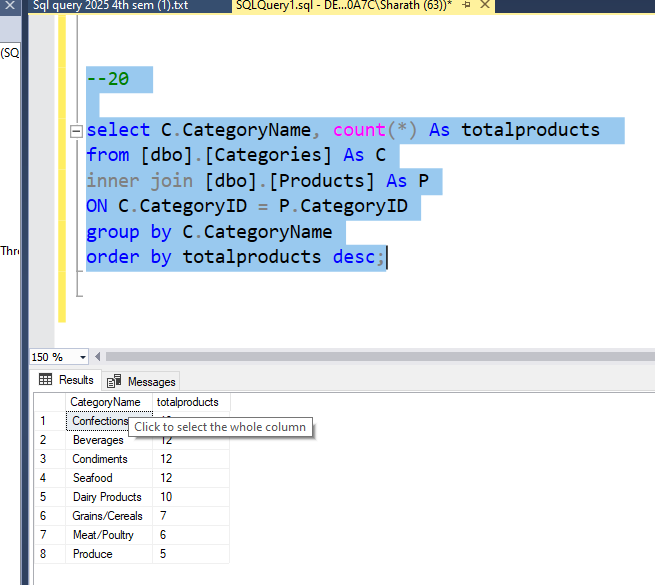 Sql query 2025 4th sem (1).txt
SQLQuery1.sql - DE...0A7C\Sharath (63))*
(SQ
--20
select C.CategoryName, count(*) As totalproducts
from [dbo].[Categories] As C
inner join [dbo].[Products] As P
ON C.CategoryID = P.CategoryID
group by C.CategoryName
order by totalproducts desc;
Thre
150 %
Results Messages
CategoryName totalproducts
1 Confections
Click to select the whole column
2 Beverages 12
3 Condiments 12
4 Seafood 12
5 Dairy Products 10
6 Grains/Cereals 7
7 Meat/Poultry 6
8 Produce 5